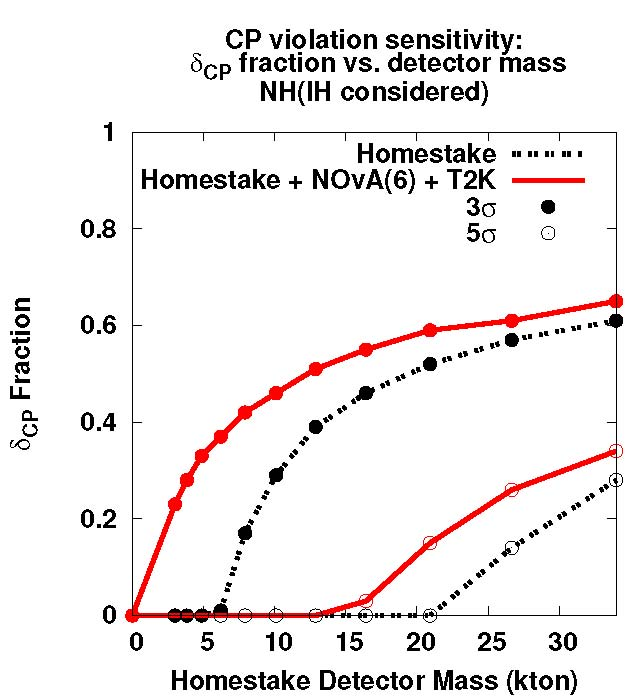 CP violation sensitivity:
δCP fraction vs. detector mass
NH(IH considered)
1
0.8
0.6
0.4
0.2
0
δCP Fraction
Homestake
Homestake + NOvA(6) + T2K
3σ
5σ
0 5 10 15 20 25 30
Homestake Detector Mass (kton)